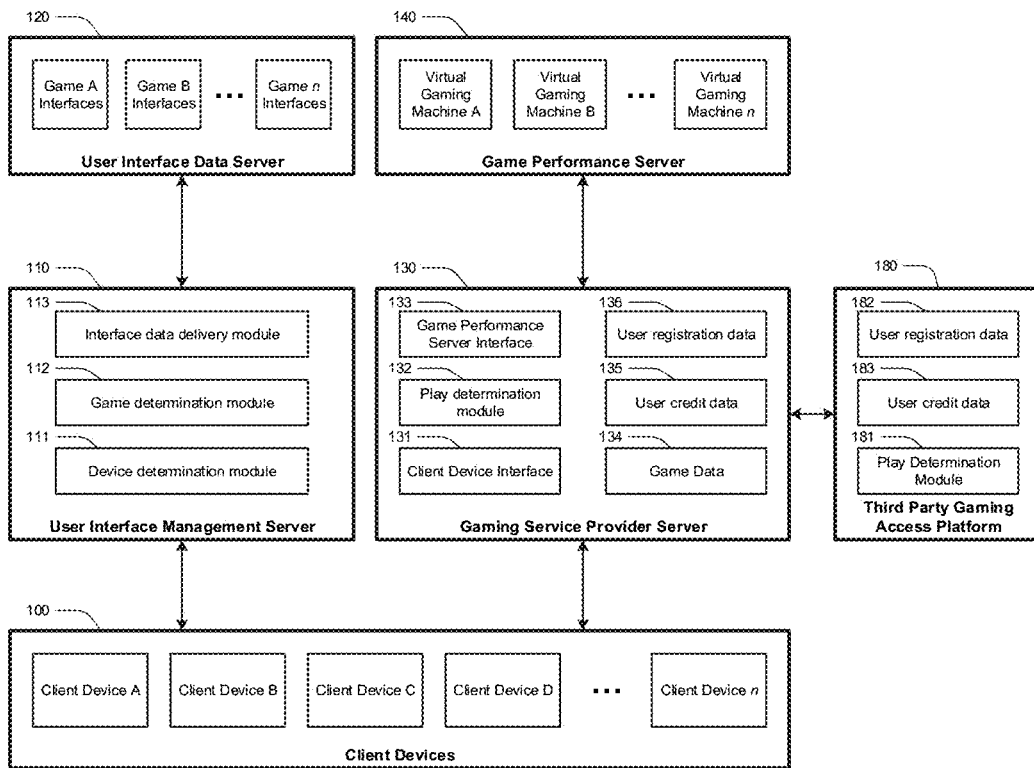 120
Game A
Interfaces
Game B
Interfaces
...
Game n
Interfaces
User Interface Data Server
140
Virtual
Gaming
Machine A
Virtual
Gaming
Machine B
...
Virtual
Gaming
Machine n
Game Performance Server
110
113
Interface data delivery module
112
Game determination module
111
Device determination module
User Interface Management Server
130
133
Game Performance
Server Interface
132
Play determination
module
131
Client Device Interface
136
User registration data
135
User credit data
134
Game Data
Gaming Service Provider Server
180
182
User registration data
183
User credit data
181
Play Determination
Module
Third Party Gaming
Access Platform
100
Client Device A
Client Device B
Client Device C
Client Device D
...
Client Device n
Client Devices